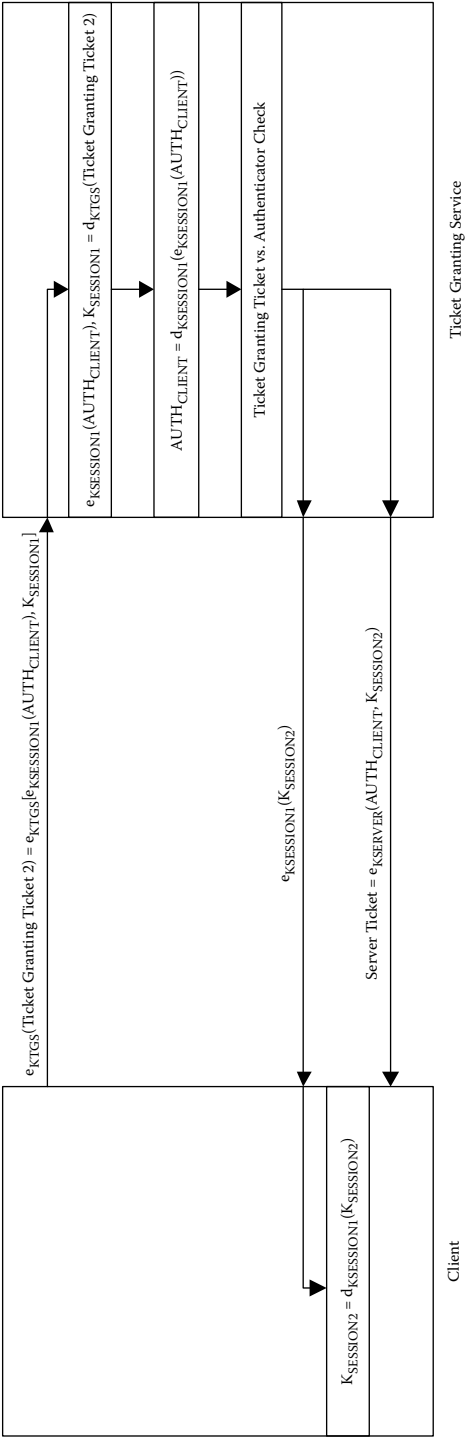 e_KTGS(Ticket Granting Ticket 2) = e_KTGS[e_KSESSION1(AUTH_CLIENT), K_SESSION1]
e_KSESSION1(AUTH_CLIENT), K_SESSION1 = d_KTGS(Ticket Granting Ticket 2)
AUTH_CLIENT = d_KSESSION1(e_KSESSION1(AUTH_CLIENT))
Ticket Granting Ticket vs. Authenticator Check
e_KSESSION1(K_SESSION2)
K_SESSION2 = d_KSESSION1(K_SESSION2)
Server Ticket = e_KSERVER(AUTH_CLIENT, K_SESSION2)
Client
Ticket Granting Service